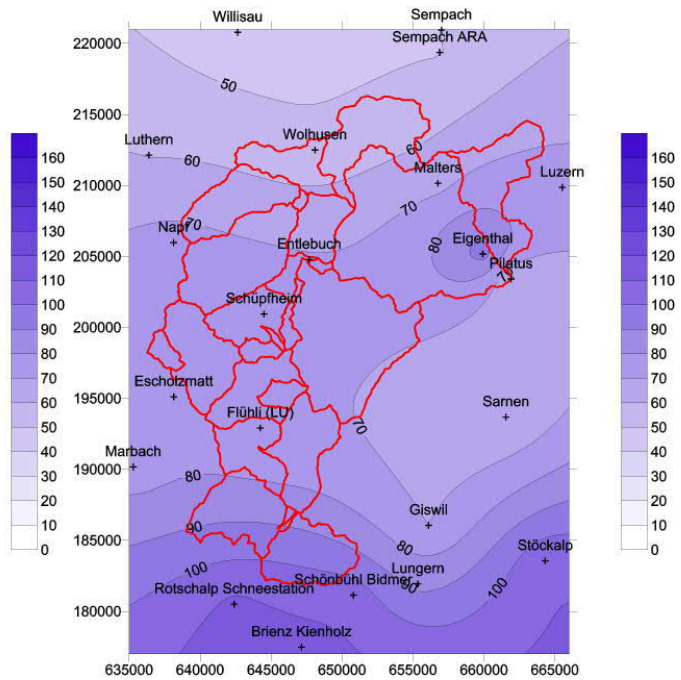 Willisau
Sempach
220000
Sempach ARA
50
215000
Wolhusen
160
Luthern
60
60
160
150
Malters
150
140
210000
Luzern
140
130
70
70
130
120
Napf
Entlebuch
80
Eigenthal
120
110
205000
Pilatus
110
100
Schüpfheim
100
90
200000
90
80
80
70
Escholzmatt
70
60
195000
Sarnen
60
50
Flühli (LU)
70
50
40
Marbach
40
30
190000
30
20
80
Giswil
20
10
90
80
10
0
185000
Stöckalp
0
100
Lungern
90
100
Rotschalp Schneestation
Schönbühl Bidmer
180000
Brienz Kienholz
635000
640000
645000
650000
655000
660000
665000